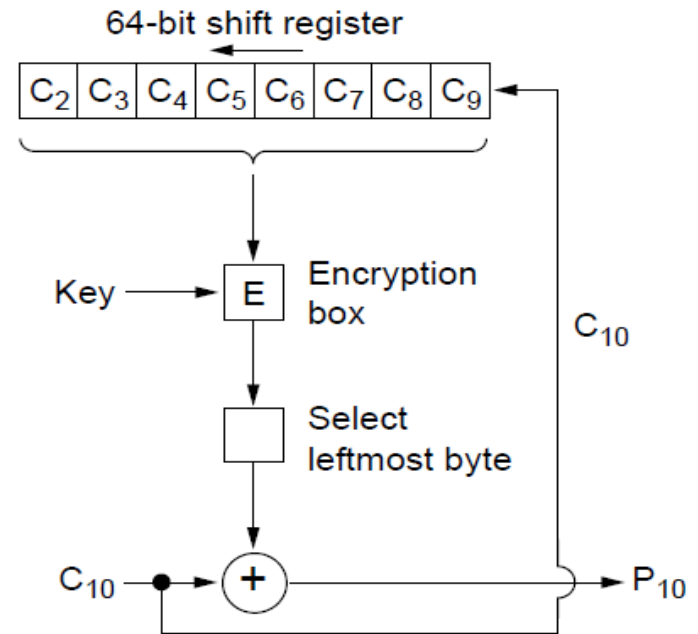 64-bit shift register
C₂ C₃ C₄ C₅ C₆ C₇ C₈ C₉
Key
E
Encryption
box
C₁₀
Select
leftmost byte
C₁₀
+
P₁₀